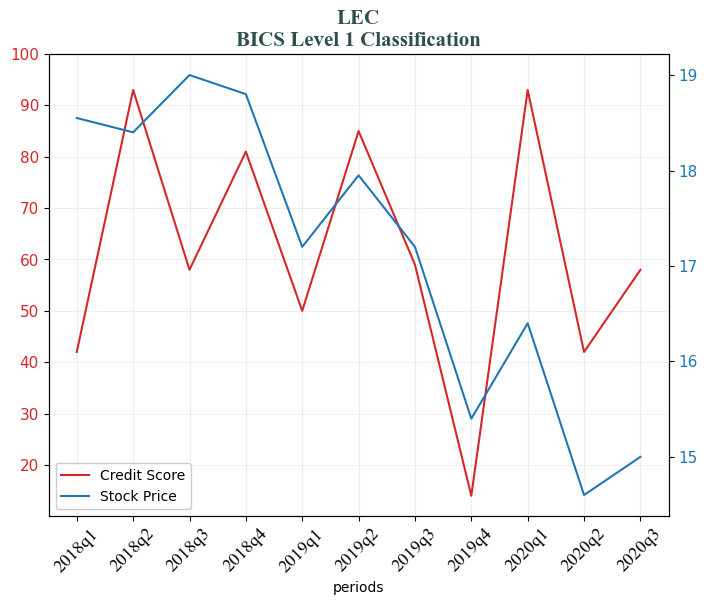 LEC
BICS Level 1 Classification
100
90
80
70
60
50
40
30
20
19
18
17
16
15
Credit Score
Stock Price
2018q1
2018q2
2018q3
2018q4
2019q1
2019q2
2019q3
2019q4
2020q1
2020q2
2020q3
periods